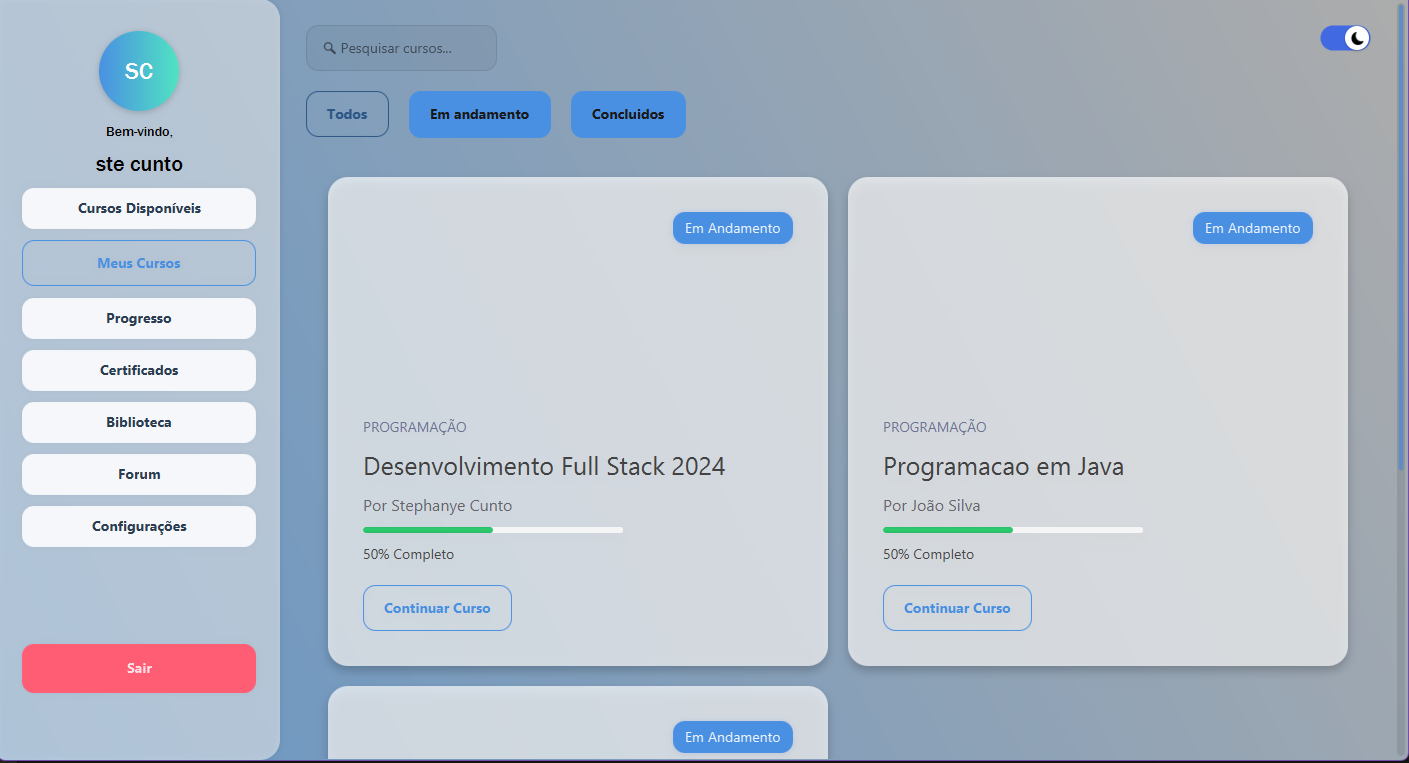 SC
Bem-vindo,
ste cunto
Cursos Disponíveis
Meus Cursos
Progresso
Certificados
Biblioteca
Forum
Configurações
Sair
Pesquisar cursos...
Todos
Em andamento
Concluidos
Em Andamento
PROGRAMAÇÃO
Desenvolvimento Full Stack 2024
Por Stephanye Cunto
50% Completo
Continuar Curso
Em Andamento
PROGRAMAÇÃO
Programacao em Java
Por João Silva
50% Completo
Continuar Curso
Em Andamento